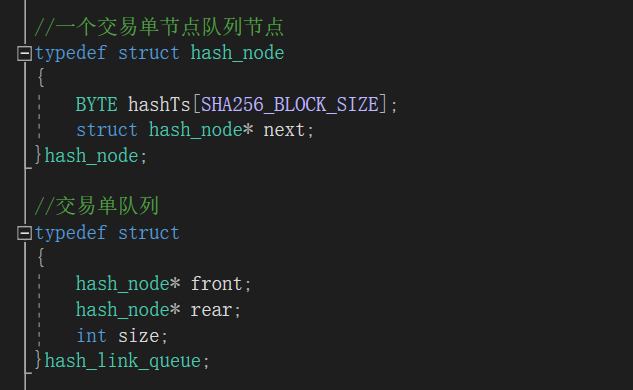 //一个交易单节点队列节点
typedef struct hash_node
{
BYTE hashTs[SHA256_BLOCK_SIZE];
struct hash_node* next;
}hash_node;
//交易单队列
typedef struct
{
hash_node* front;
hash_node* rear;
int size;
}hash_link_queue;